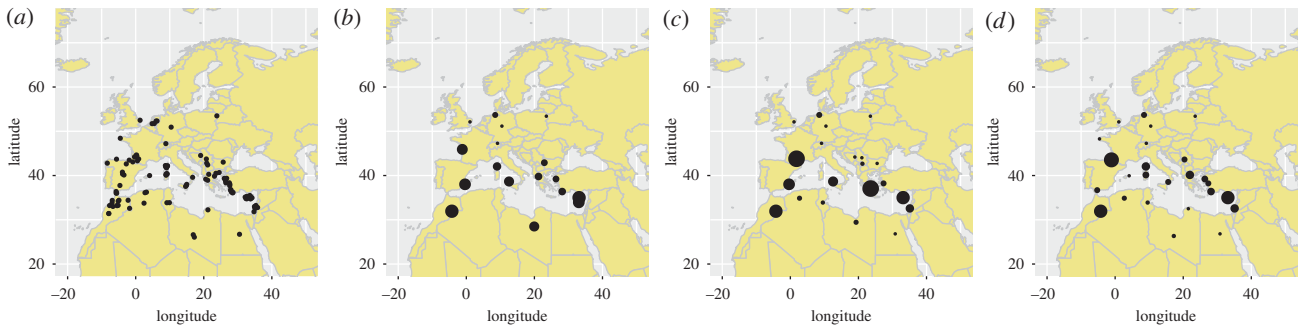 (a) (b) (c) (d)
60 60 60 60
latitude latitude latitude latitude
40 40 40 40
20 20 20 20
–20 0 20 40 –20 0 20 40 –20 0 20 40 –20 0 20 40
longitude longitude longitude longitude